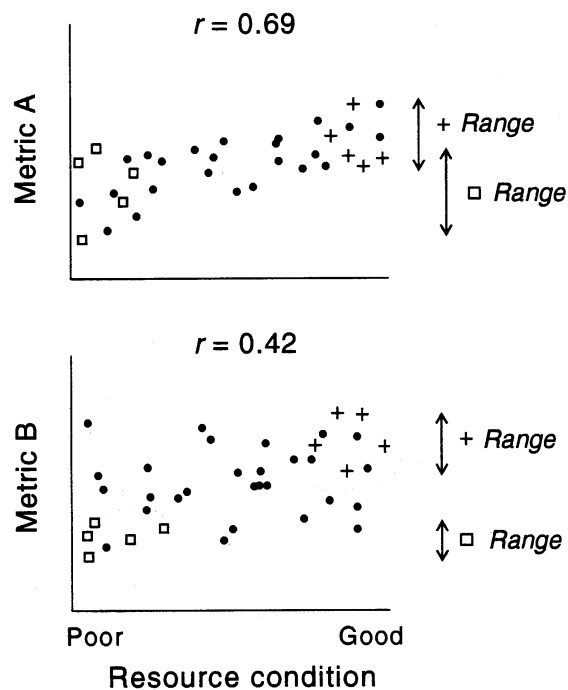 r = 0.69
Metric A
+ Range
□ Range
r = 0.42
Metric B
+ Range
□ Range
Poor Good
Resource condition